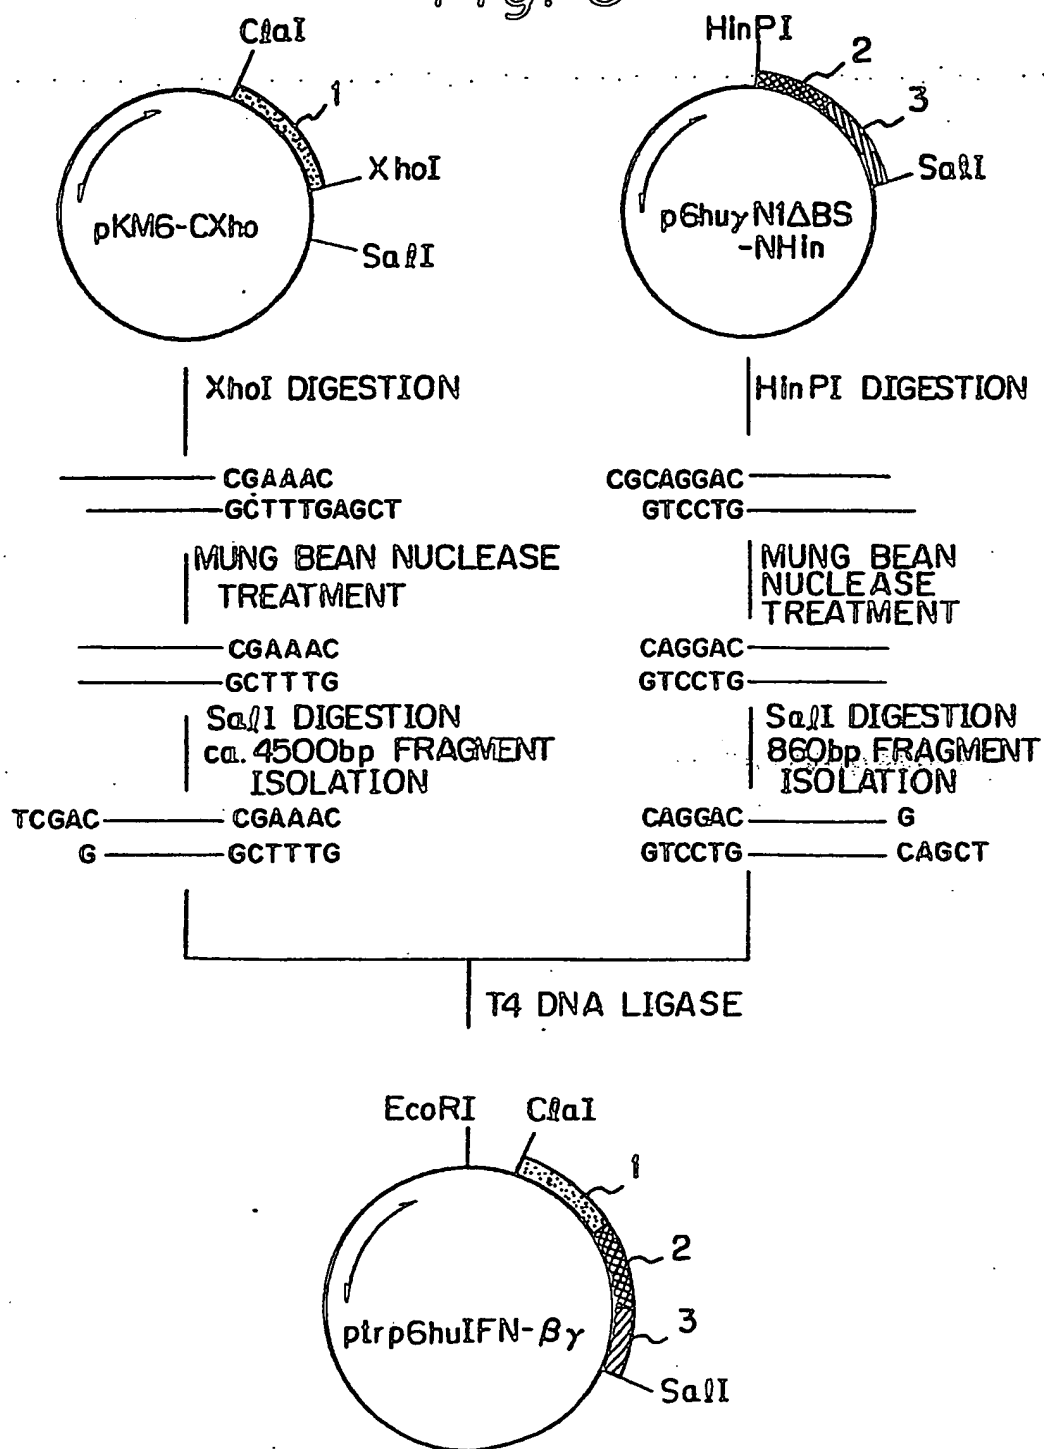 Fig.
ClaI
1
XhoI
SalI
pKM6-CXho
HinPI
2
3
SalI
p6huγN1ΔBS
-NHin
XhoI DIGESTION
HinPI DIGESTION
CGAAAC
GCTTTGAGCT
CGCAGGAC
GTCCTG
MUNG BEAN NUCLEASE
TREATMENT
MUNG BEAN
NUCLEASE
TREATMENT
CGAAAC
GCTTTG
CAGGAC
GTCCTG
SalI DIGESTION
ca. 4500bp FRAGMENT
ISOLATION
SalI DIGESTION
860bp FRAGMENT
ISOLATION
TCGAC CGAAAC
G GCTTTG
CAGGAC G
GTCCTG CAGCT
T4 DNA LIGASE
EcoRI
ClaI
1
2
3
SalI
ptrp6huIFN-βγ